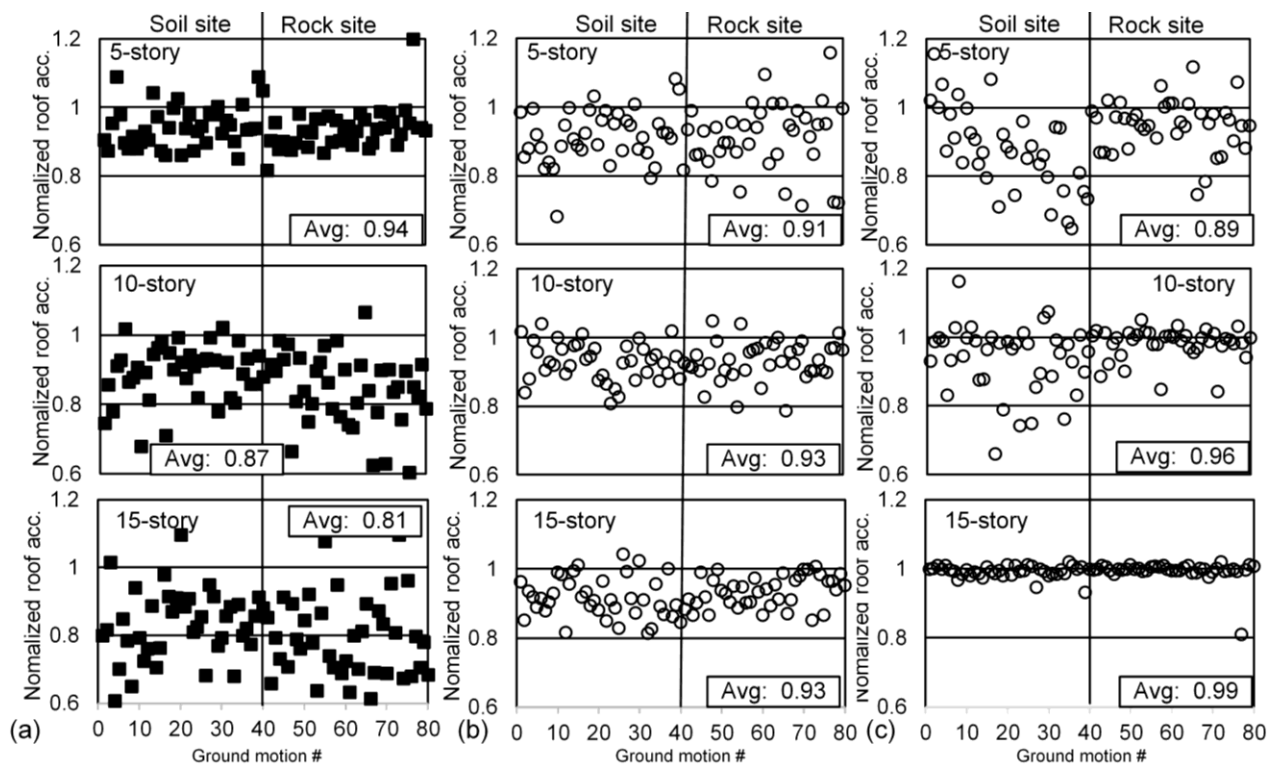 Soil site Rock site
1.2
5-story
1
0.8
0.6
Nomalized roof acc.
Avg: 0.94
1.2
10-story
1
0.8
0.6
Nomalized roof acc.
Avg: 0.87
1.2
15-story
1
0.8
0.6
Nomalized roof acc.
Avg: 0.81
0 10 20 30 40 50 60 70 80
Ground motion #
(a)
Soil site Rock site
1.2
5-story
1
0.8
0.6
Nomalized roof acc.
Avg: 0.91
1.2
10-story
1
0.8
0.6
Nomalized roof acc.
Avg: 0.93
1.2
15-story
1
0.8
0.6
Nomalized roof acc.
Avg: 0.93
0 10 20 30 40 50 60 70 80
Ground motion #
(b)
Soil site Rock site
1.2
5-story
1
0.8
0.6
Nomalized roof acc.
Avg: 0.89
1.2
10-story
1
0.8
0.6
Nomalized roof acc.
Avg: 0.96
1.2
15-story
1
0.8
0.6
Nomalized roof acc.
Avg: 0.99
0 10 20 30 40 50 60 70 80
Ground motion #
(c)